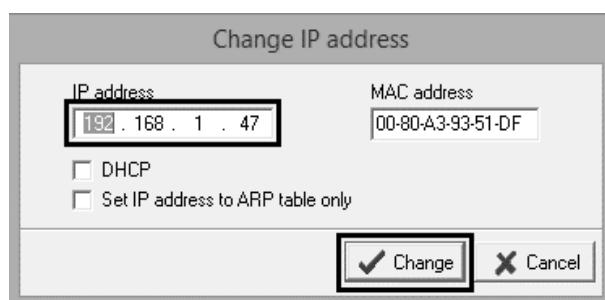 Change IP address
IP address MAC address
192 . 168 . 1 . 47 00-80-A3-93-51-DF
DHCP
Set IP address to ARP table only
Change Cancel